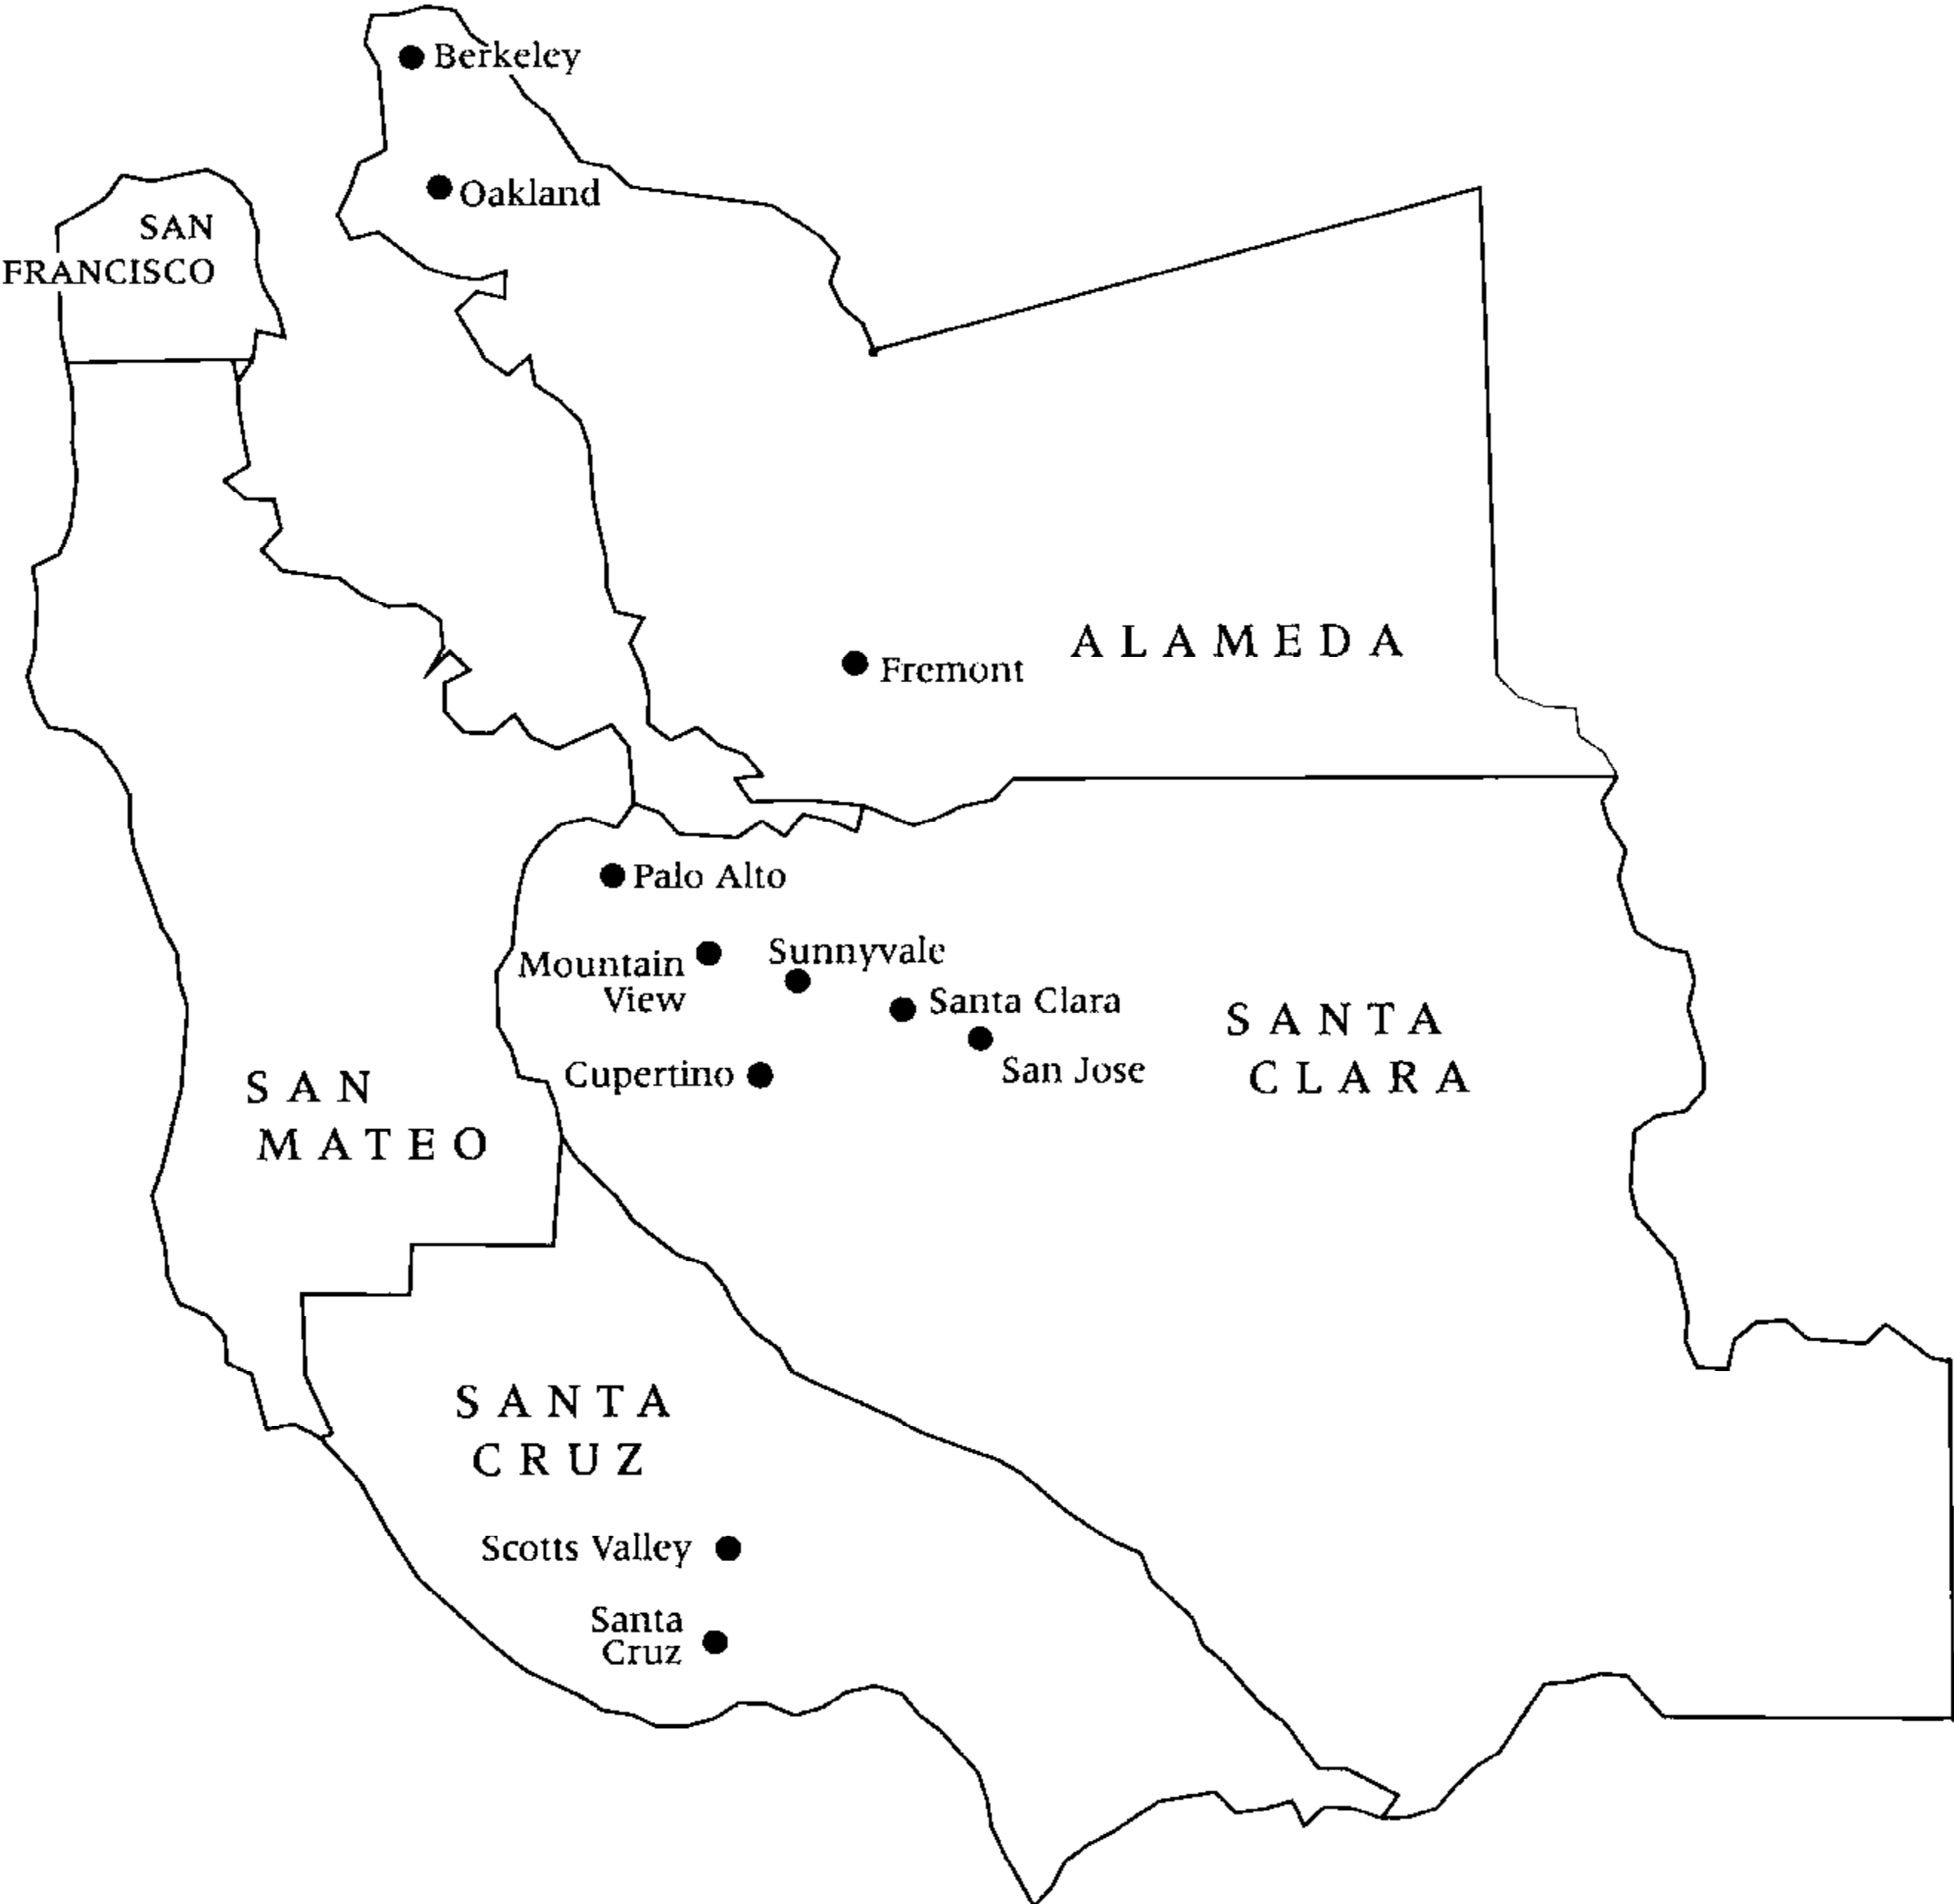 Berkeley
Oakland
SAN
FRANCISCO
ALAMEDA
Fremont
Palo Alto
Mountain
View
Sunnyvale
Santa Clara
San Jose
Cupertino
SANTA
CLARA
SAN
MATEO
SANTA
CRUZ
Scotts Valley
Santa
Cruz